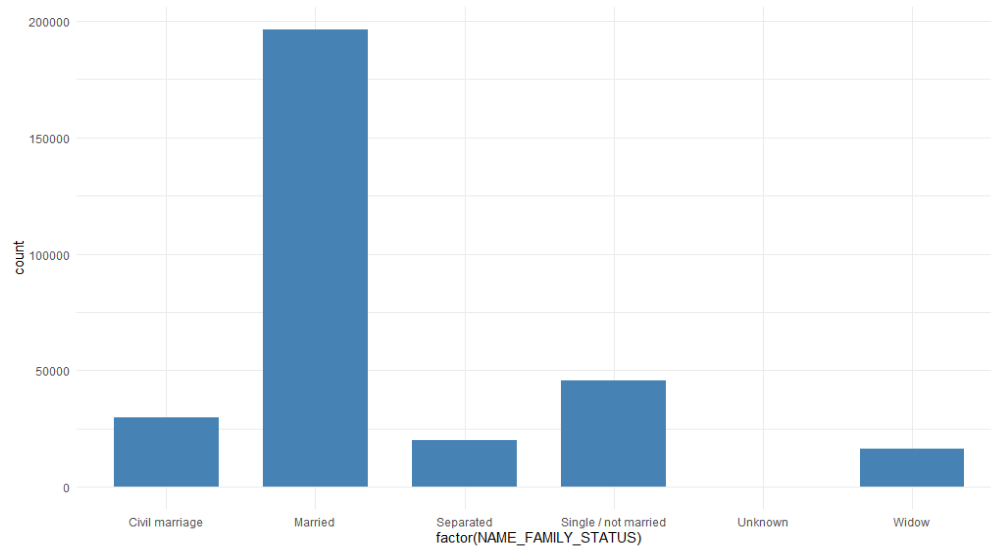 200000
150000
count
100000
50000
0
Civil marriage Married Separated Single / not married Unknown Widow
factor(NAME_FAMILY_STATUS)